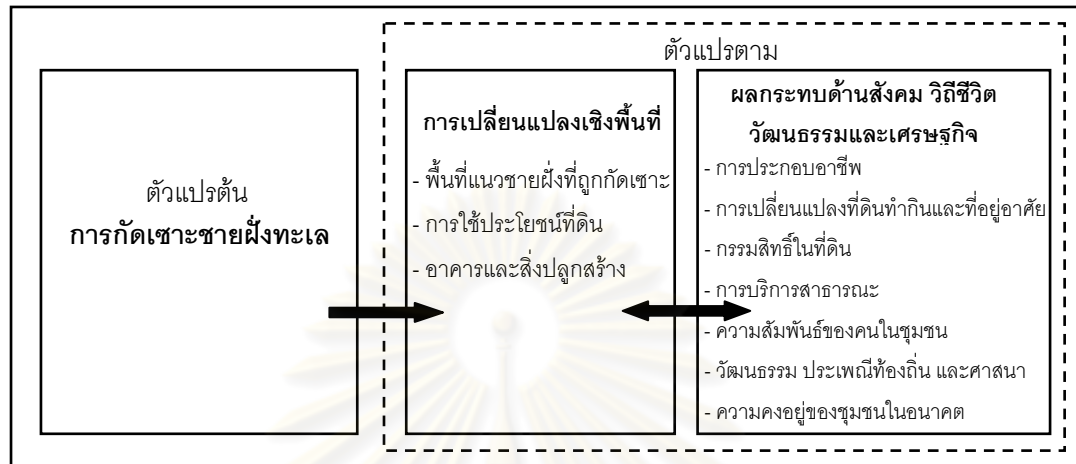 ตัวแปรตาม
ตัวแปรต้น
การกัดเซาะชายฝั่งทะเล
การเปลี่ยนแปลงเชิงพื้นที่
- พื้นที่แนวชายฝั่งที่ถูกกัดเซาะ
- การใช้ประโยชน์ที่ดิน
- อาคารและสิ่งปลูกสร้าง
ผลกระทบด้านสังคม วิถีชีวิต
วัฒนธรรมและเศรษฐกิจ
- การประกอบอาชีพ
- การเปลี่ยนแปลงที่ดินทำกินและที่อยู่อาศัย
- กรรมสิทธิ์ในที่ดิน
- การบริการสาธารณะ
- ความสัมพันธ์ของคนในชุมชน
- วัฒนธรรม ประเพณีท้องถิ่น และศาสนา
- ความคงอยู่ของชุมชนในอนาคต